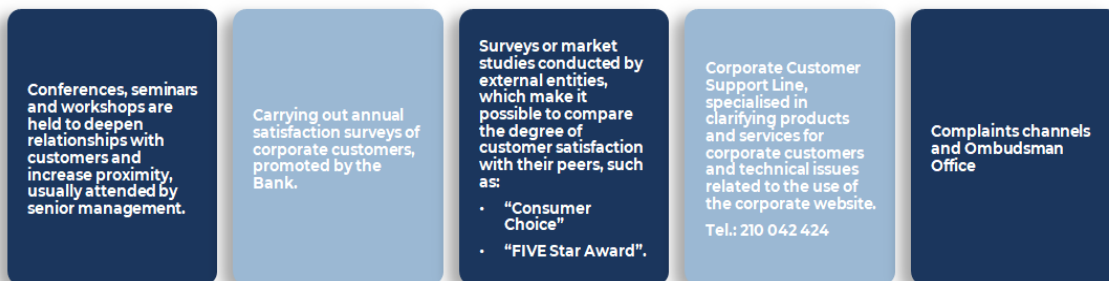 Conferences, seminars
and workshops are
held to deepen
relationships with
customers and
increase proximity,
usually attended by
senior management.
Carrying out annual
satisfaction surveys of
corporate customers,
promoted by the
Bank.
Surveys or market
studies conducted by
external entities,
which make it
possible to compare
the degree of
customer satisfaction
with their peers, such
as:
• “Consumer
Choice”
• “FIVE Star Award”.
Corporate Customer
Support Line,
specialised in
clarifying products
and services for
corporate customers
and technical issues
related to the use of
the corporate website.
Tel.: 210 042 424
Complaints channels
and Ombudsman
Office